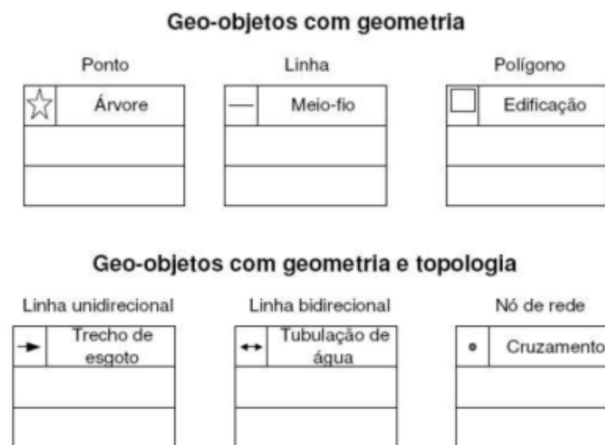 Geo-objetos com geometria
Ponto
Linha
Polígono
Árvore
Meio-fio
Edificação
Geo-objetos com geometria e topologia
Linha unidirecional
Linha bidirecional
Nó de rede
Trecho de
esgoto
Tubulação de
água
Cruzamento